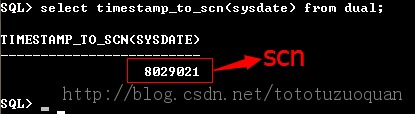 SQL> select timestamp_to_scn(sysdate) from dual;
TIMESTAMP_TO_SCN(SYSDATE)
-------------------------
8029021
scn
http://blog.csdn.net/tototuzuoquan
SQL> _